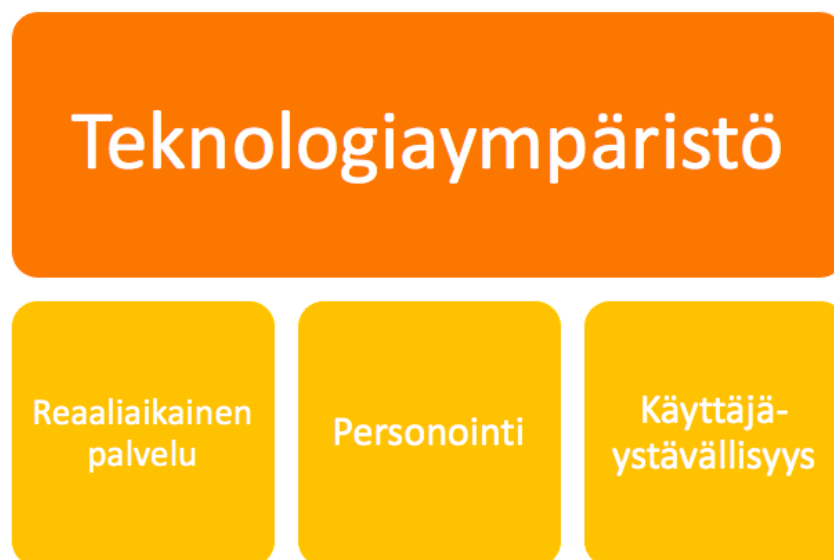 Teknologiaympäristö
Reaaliaikainen
palvelu
Personointi
Käyttäjä-
ystävällisyys